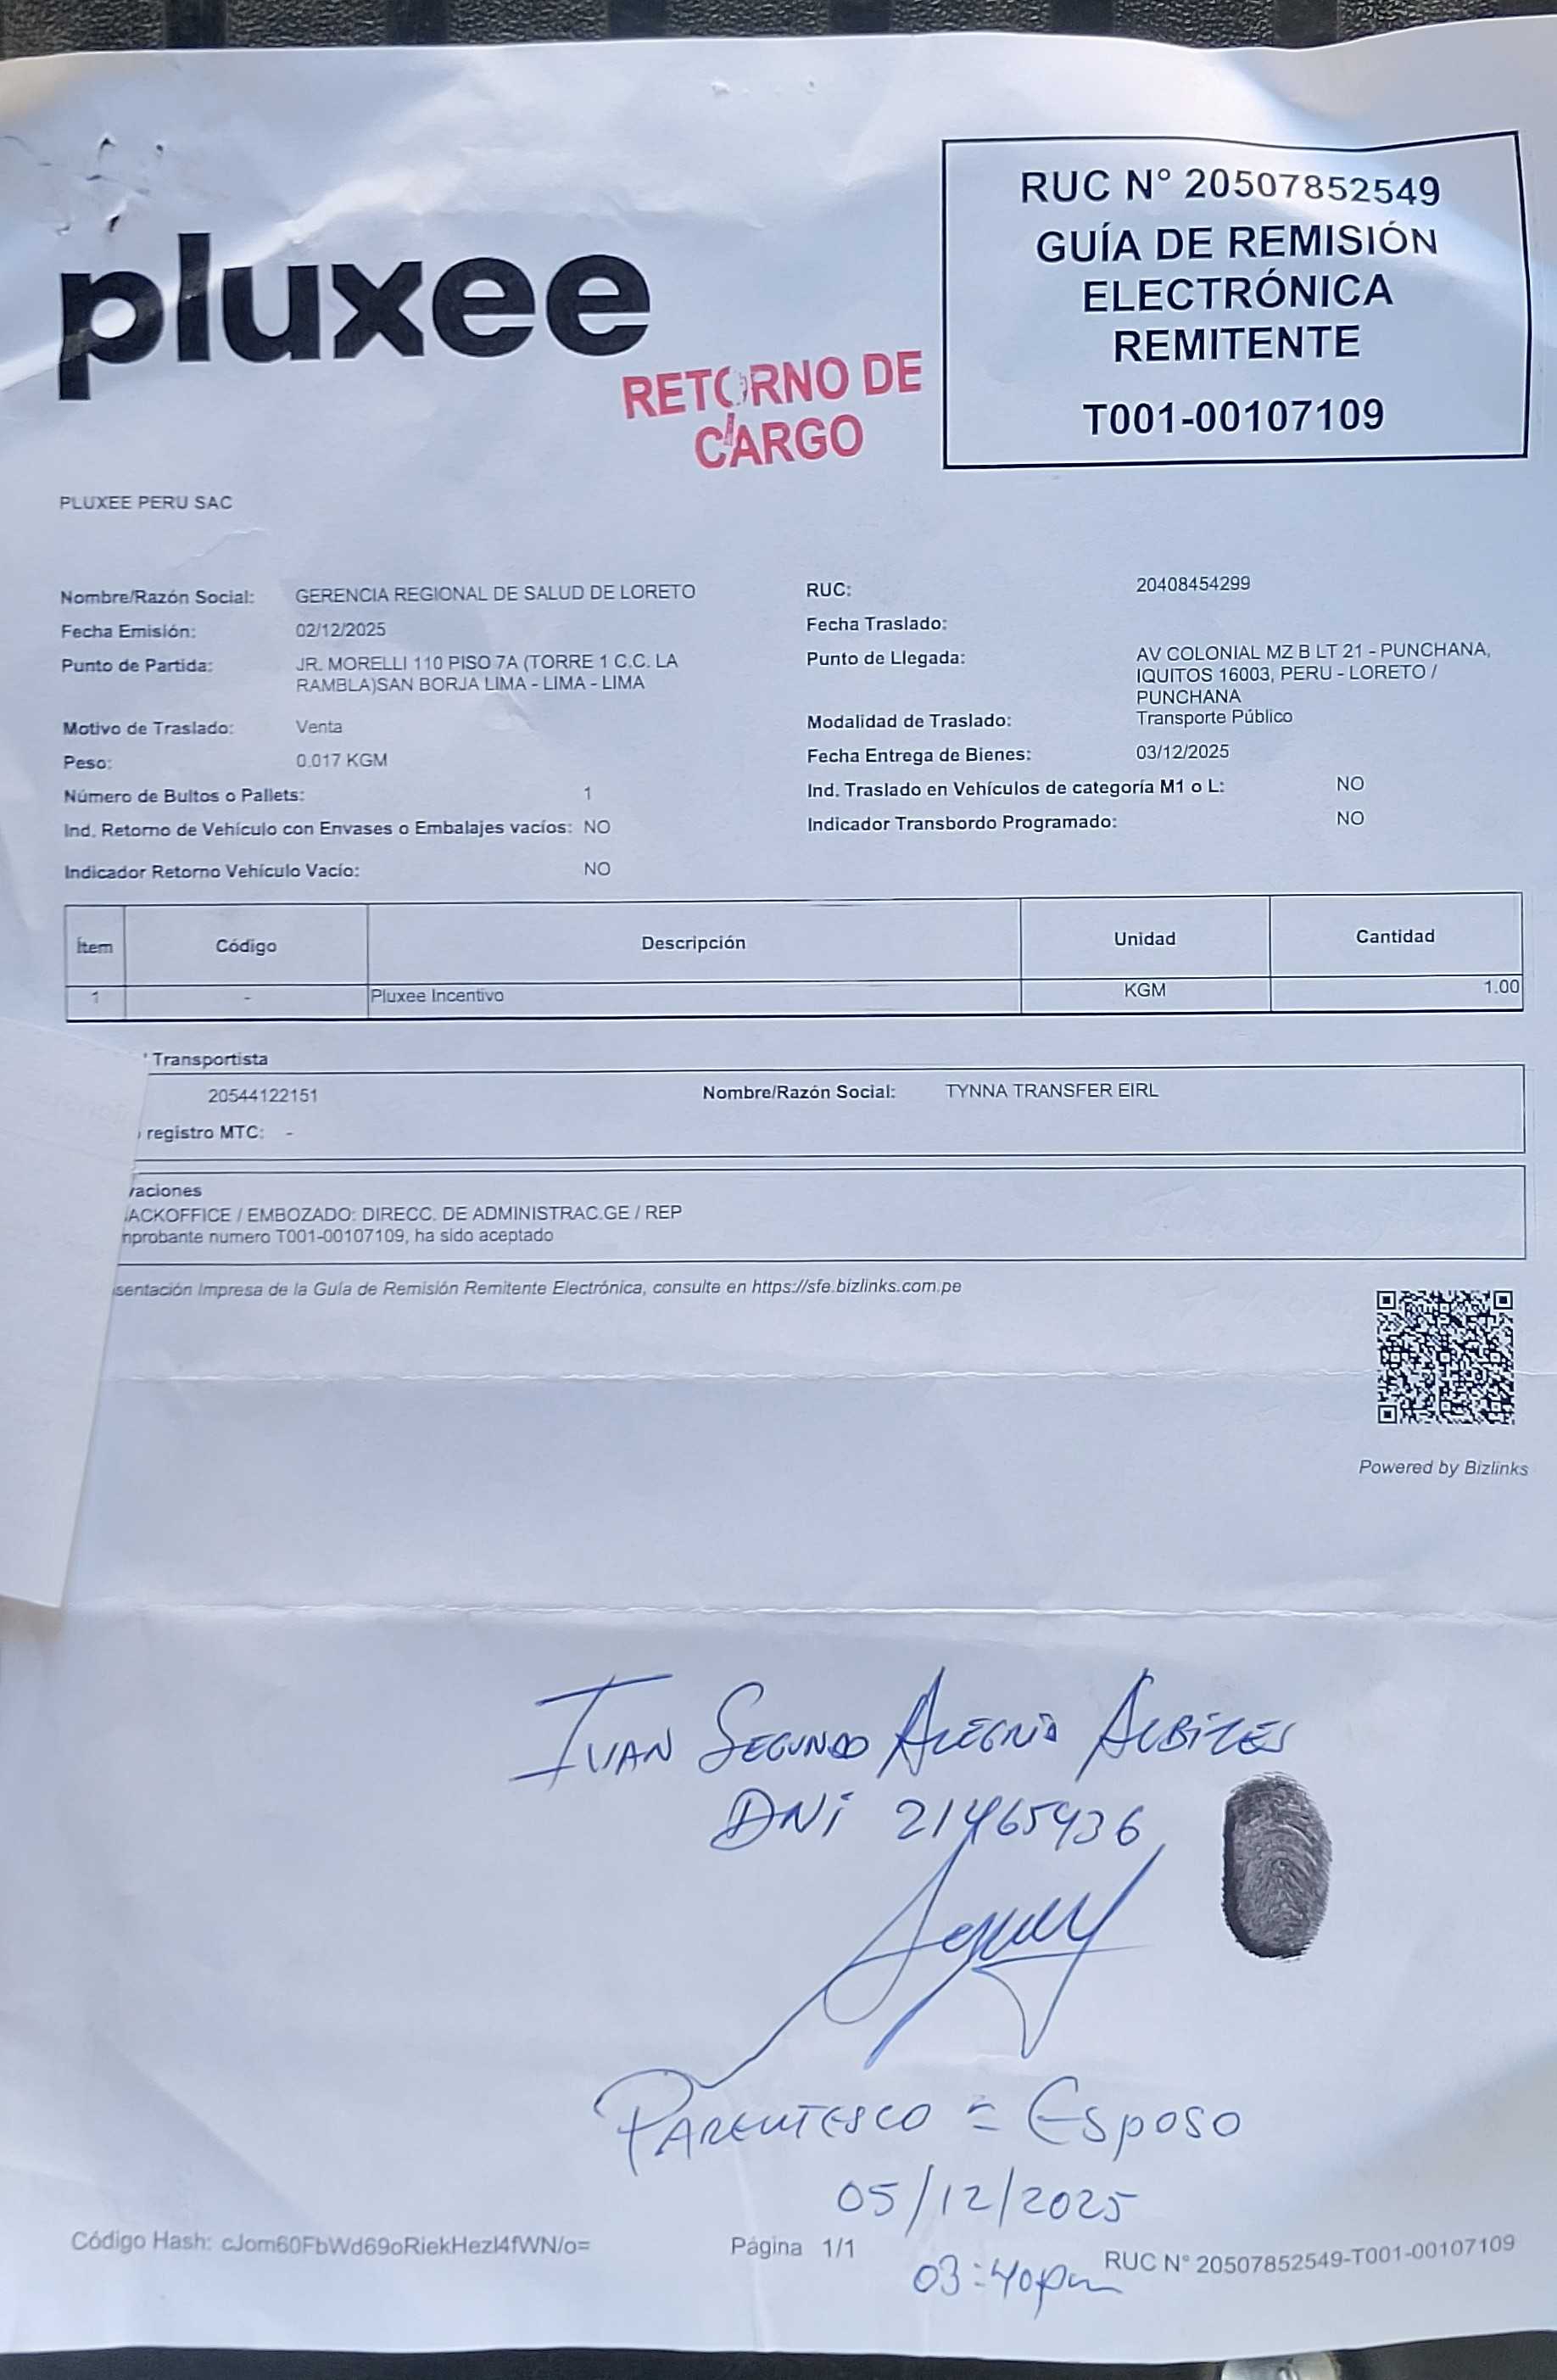 RUC N° 20507852549
GUÍA DE REMISIÓN
ELECTRÓNICA
REMITENTE
T001-00107109
pluxee
RETORNO DE
CARGO
PLUXEE PERU SAC
Nombre/Razón Social: GERENCIA REGIONAL DE SALUD DE LORETO
RUC: 20408454299
Fecha Emisión: 02/12/2025
Fecha Traslado:
Punto de Partida: JR. MORELLI 110 PISO 7A (TORRE 1 C.C. LA
RAMBLA)SAN BORJA LIMA - LIMA - LIMA
Punto de Llegada: AV COLONIAL MZ B LT 21 - PUNCHANA,
IQUITOS 16003, PERU - LORETO /
PUNCHANA
Motivo de Traslado: Venta
Modalidad de Traslado: Transporte Público
Peso: 0.017 KGM
Fecha Entrega de Bienes: 03/12/2025
Número de Bultos o Pallets: 1
Ind. Traslado en Vehículos de categoría M1 o L: NO
Ind. Retorno de Vehículo con Envases o Embalajes vacíos: NO
Indicador Transbordo Programado: NO
Indicador Retorno Vehículo Vacío: NO
Ítem Código Descripción Unidad Cantidad
1 - Pluxee Incentivo KGM 1.00
Transportista
20544122151 Nombre/Razón Social: TYNNA TRANSFER EIRL
registro MTC: -
vaciones
ACKOFFICE / EMBOZADO: DIRECC. DE ADMINISTRAC.GE / REP
nprobante numero T001-00107109, ha sido aceptado
sentación Impresa de la Guía de Remisión Remitente Electrónica, consulte en https://sfe.bizlinks.com.pe
Powered by Bizlinks
IVAN SEGUNDO ALEGRIA ALBIZES
DNi 21465436
PARENTESCO = Esposo
05/12/2025
03:40pm
Código Hash: cJom60FbWd69oRiekHezI4fWN/o=
Página 1/1
RUC N° 20507852549-T001-00107109